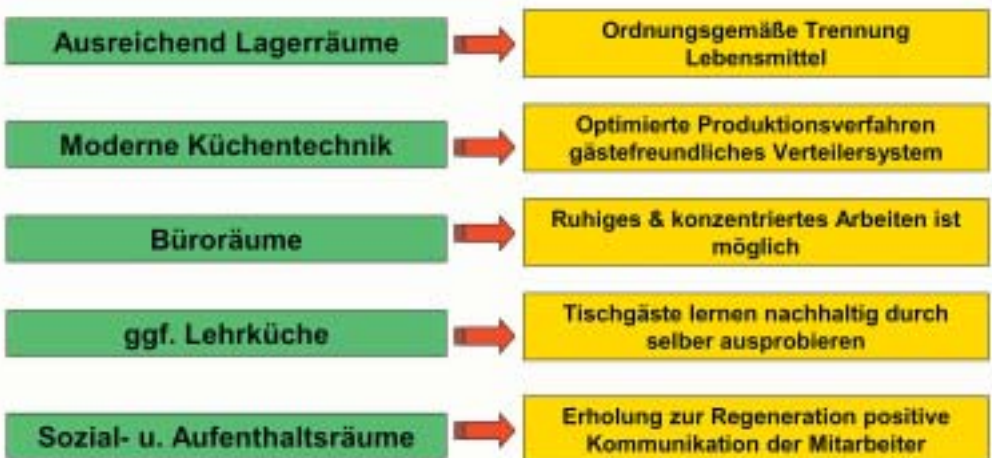 Ausreichend Lagerräume
Ordnungsgemäße Trennung
Lebensmittel
Moderne Küchentechnik
Optimierte Produktionsverfahren
gästefreundliches Verteilersystem
Büroräume
Ruhiges & konzentriertes Arbeiten ist
möglich
ggf. Lehrküche
Tischgäste lernen nachhaltig durch
selber ausprobieren
Sozial- u. Aufenthaltsräume
Erholung zur Regeneration positive
Kommunikation der Mitarbeiter